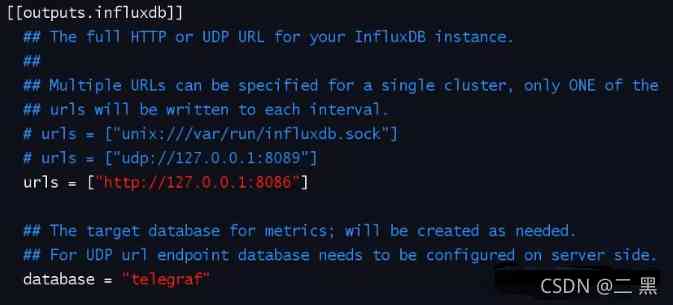 [[outputs.influxdb]]
## The full HTTP or UDP URL for your InfluxDB instance.
##
## Multiple URLs can be specified for a single cluster, only ONE of the
## urls will be written to each interval.
# urls = ["unix:///var/run/influxdb.sock"]
# urls = ["udp://127.0.0.1:8089"]
urls = ["http://127.0.0.1:8086"]
## The target database for metrics; will be created as needed.
## For UDP url endpoint database needs to be configured on server side.
database = "telegraf"
CSDN @二 黑